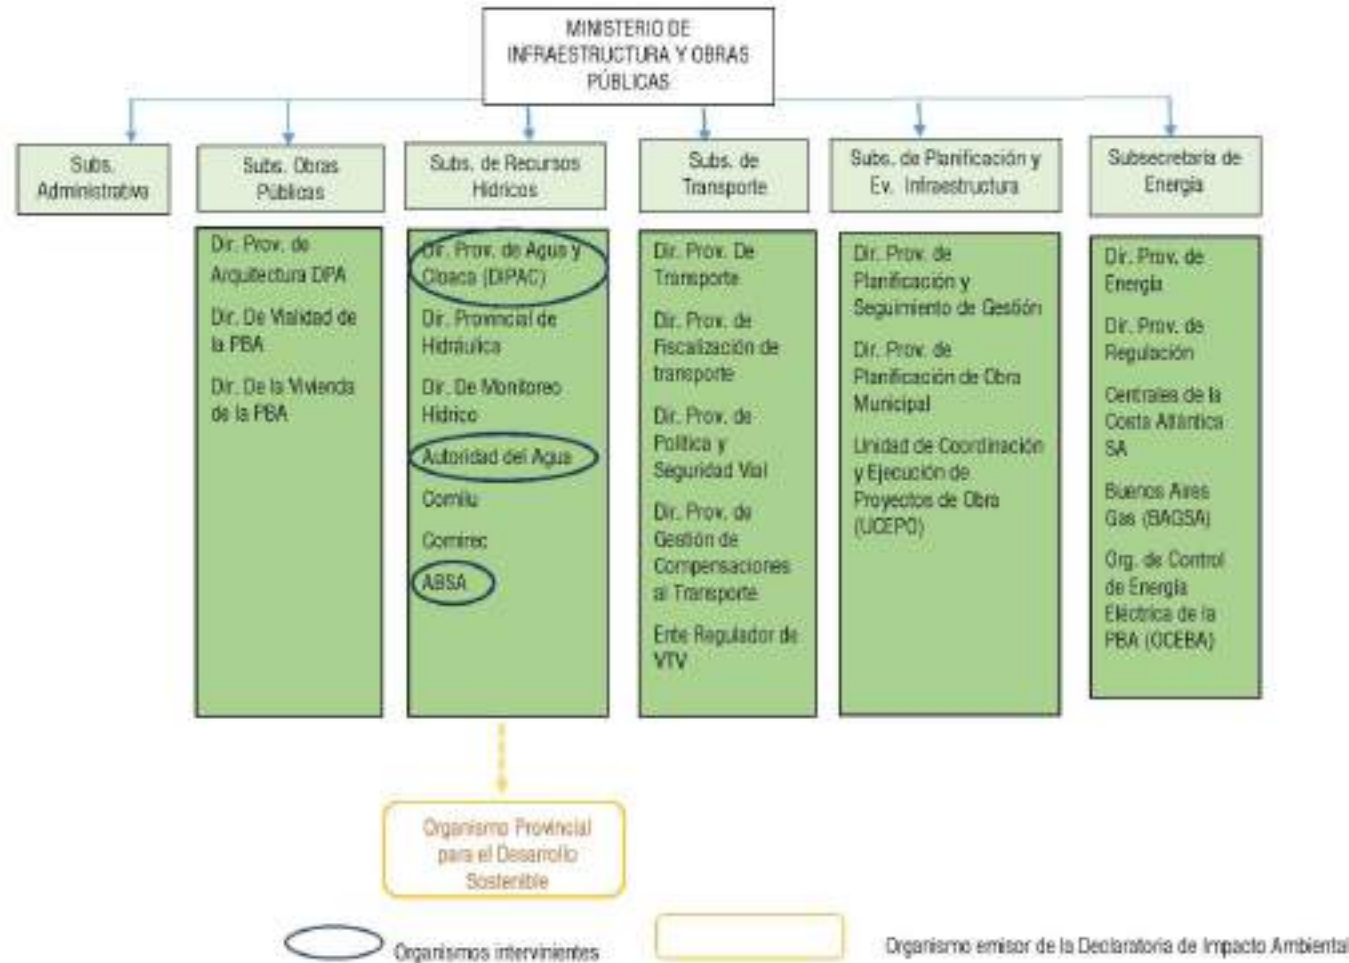 MINISTERIO DE
INFRAESTRUCTURA Y OBRAS
PÚBLICAS
Subs.
Administrativa
Subs. Obras
Públicas
Subs. de Recursos
Hídricos
Subs. de
Transporte
Subs. de Planificación y
Ev. Infraestructura
Subsecretaría de
Energía
Dir. Prov. de
Arquitectura DPA
Dir. De Vialidad de
la PBA
Dir. De la Vivienda
de la PBA
Dir. Prov. de Agua y
Cloaca (DIPAC)
Dir. Provincial de
Hidráulica
Dir. De Monitoreo
Hídrico
Autoridad del Agua
Comilu
Comirec
ABSA
Dir. Prov. De
Transporte
Dir. Prov. de
Fiscalización de
transporte
Dir. Prov. de
Política y
Seguridad Vial
Dir. Prov. de
Gestión de
Compensaciones
al Transporte
Ente Regulador de
VTV
Dir. Prov. de
Planificación y
Seguimiento de Gestión
Dir. Prov. de
Planificación de Obra
Municipal
Unidad de Coordinación
y Ejecución de
Proyectos de Obra
(UCEPO)
Dir. Prov. de
Energía
Dir. Prov. de
Regulación
Centrales de la
Costa Atlántica
SA
Buenos Aires
Gas (BAGSA)
Org. de Control
de Energía
Eléctrica de la
PBA (OCEBA)
Organismo Provincial
para el Desarrollo
Sostenible
Organismos intervinientes
Organismo emisor de la Declaratoria de Impacto Ambiental